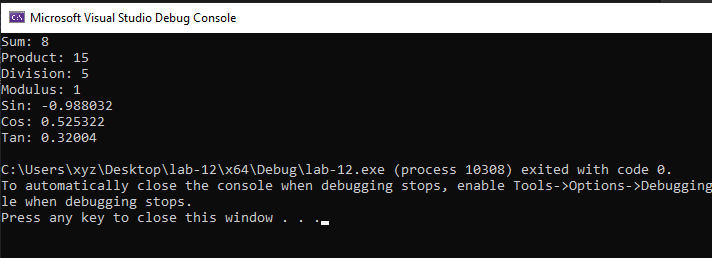 Microsoft Visual Studio Debug Console
Sum: 8
Product: 15
Division: 5
Modulus: 1
Sin: -0.988032
Cos: 0.525322
Tan: 0.32004
C:\Users\xyz\Desktop\lab-12\x64\Debug\lab-12.exe (process 10308) exited with code 0.
To automatically close the console when debugging stops, enable Tools->Options->Debugging
le when debugging stops.
Press any key to close this window . . .